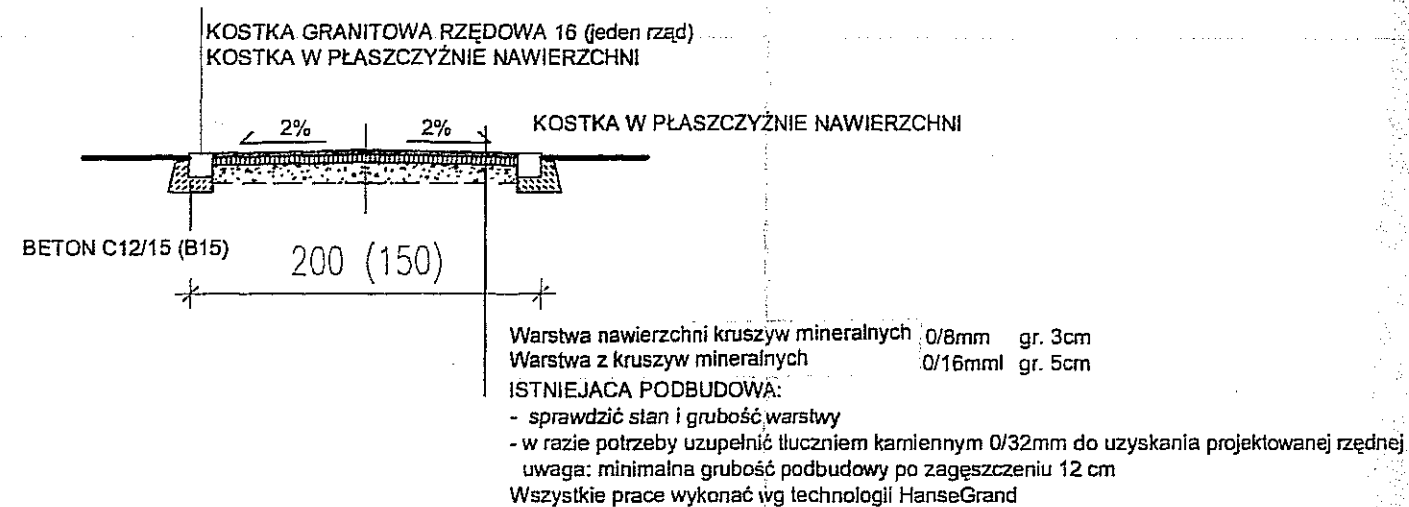 KOSTKA GRANITOWA RZĘDOWA 16 (jeden rząd)
KOSTKA W PŁASZCZYŹNIE NAWIERZCHNI
2% 2% KOSTKA W PŁASZCZYŹNIE NAWIERZCHNI
BETON C12/15 (B15)
200 (150)
Warstwa nawierzchni kruszyw mineralnych 0/8mm gr. 3cm
Warstwa z kruszyw mineralnych 0/16mml gr. 5cm
ISTNIEJACA PODBUDOWA:
- sprawdzić stan i grubość warstwy
- w razie potrzeby uzupełnić tłuczniem kamiennym 0/32mm do uzyskania projektowanej rzędnej
uwaga: minimalna grubość podbudowy po zagęszczeniu 12 cm
Wszystkie prace wykonać wg technologii HanseGrand